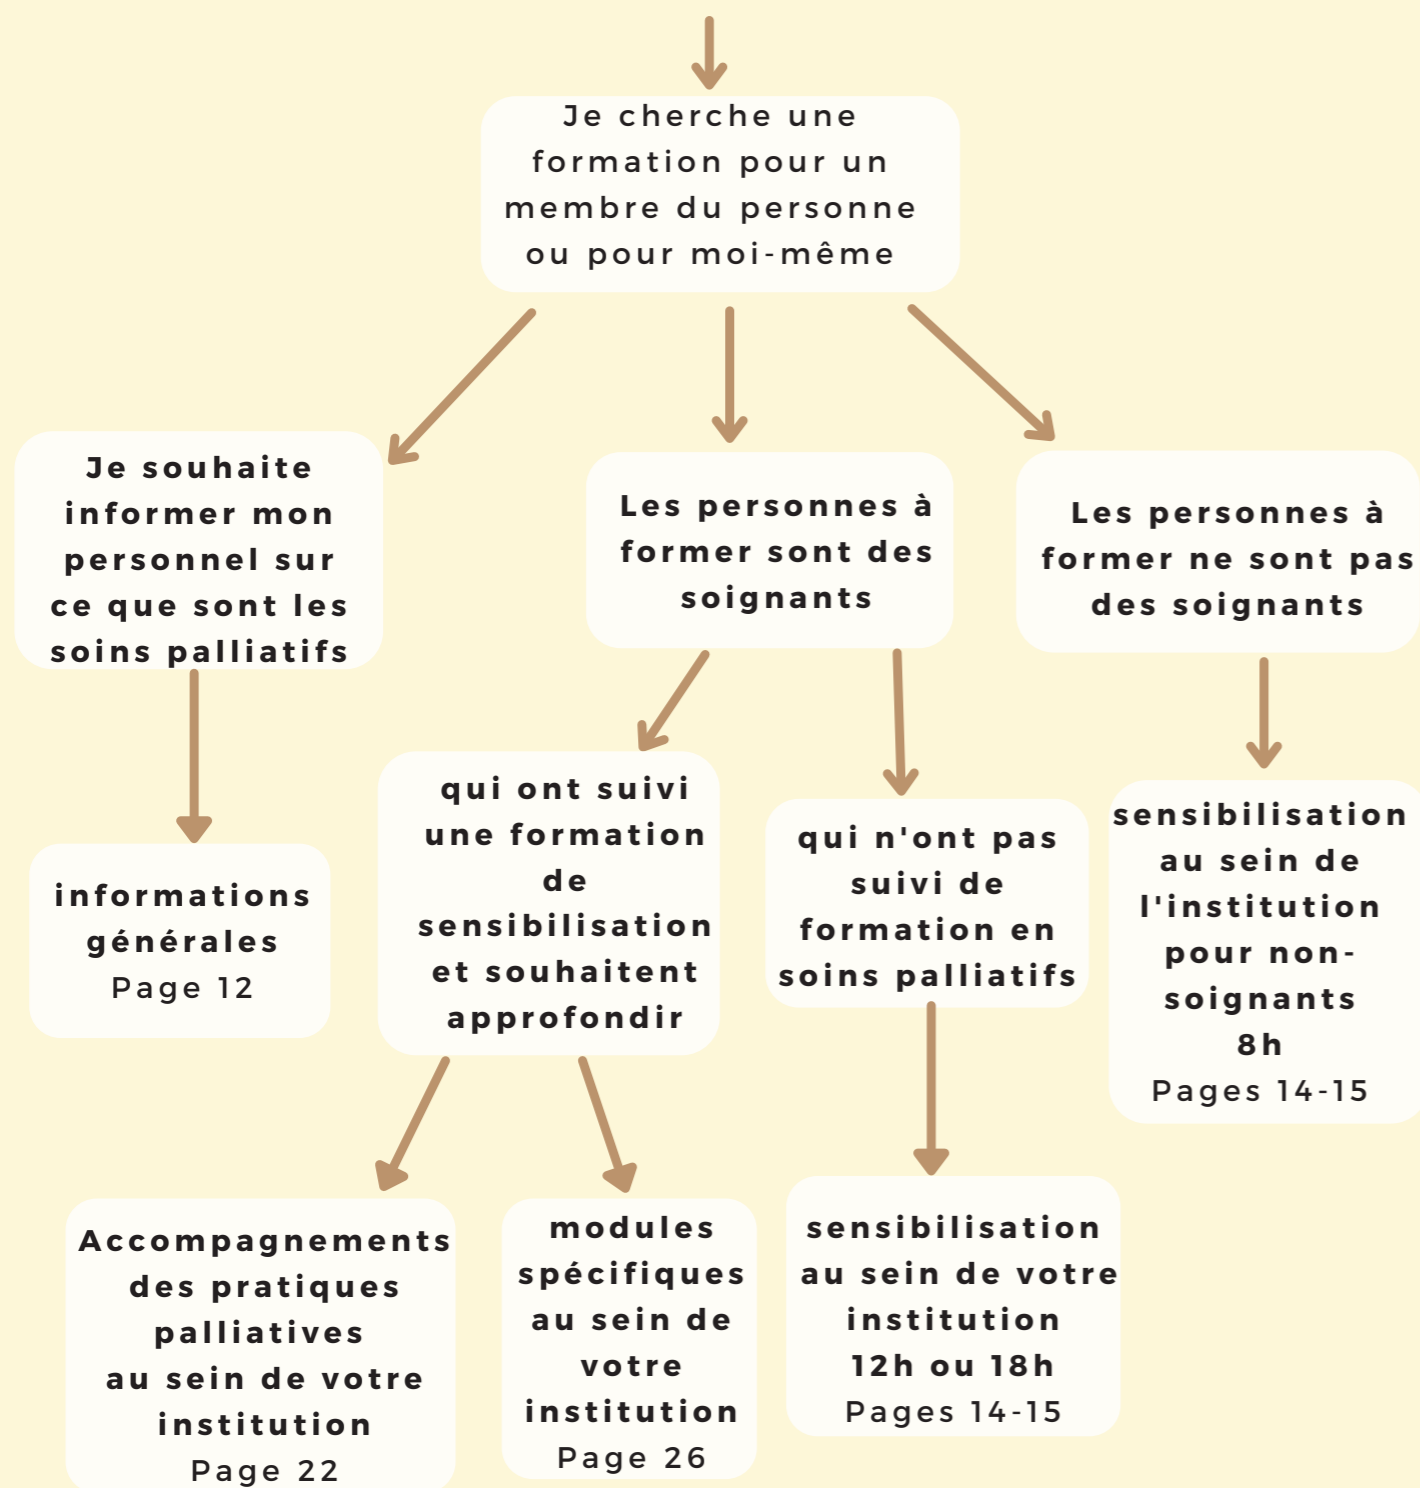 Je cherche une
formation pour un
membre du personne
ou pour moi-même
Je souhaite
informer mon
personnel sur
ce que sont les
soins palliatifs
Les personnes à
former sont des
soignants
Les personnes à
former ne sont pas
des soignants
informations
générales
Page 12
qui ont suivi
une formation
de
sensibilisation
et souhaitent
approfondir
qui n'ont pas
suivi de
formation en
soins palliatifs
sensibilisation
au sein de
l'institution
pour non-
soignants
8h
Pages 14-15
Accompagnements
des pratiques
palliatives
au sein de votre
institution
Page 22
modules
spécifiques
au sein de
votre
institution
Page 26
sensibilisation
au sein de votre
institution
12h ou 18h
Pages 14-15